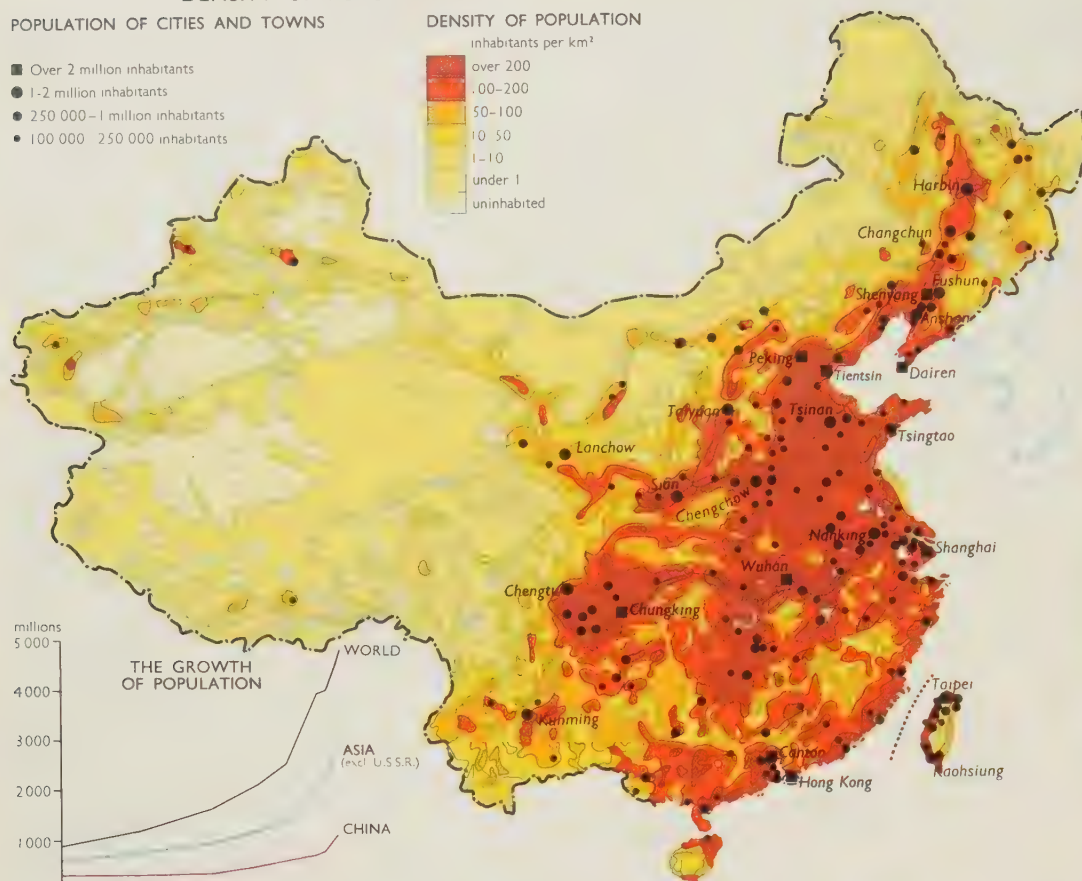 POPULATION OF CITIES AND TOWNS
Over 2 million inhabitants
1-2 million inhabitants
250 000-1 million inhabitants
100 000 250 000 inhabitants
DENSITY OF POPULATION
inhabitants per km²
over 200
00-200
50-100
10 50
1-10
under 1
uninhabited
Harbin
Changchun
Fushun
Shenyang
Anshan
Peking
Tientsin
Dairen
Taiyuan
Tsinan
Tsingtao
Lanchow
Sian
Chengchow
Nanking
Shanghai
Wuhan
Chengtu
Chungking
Kunming
Canton
Hong Kong
Taipei
Kaohsiung
millions
5 000
4000
3000
2000
1000
THE GROWTH
OF POPULATION
WORLD
ASIA
(excl U.S.S.R.)
CHINA